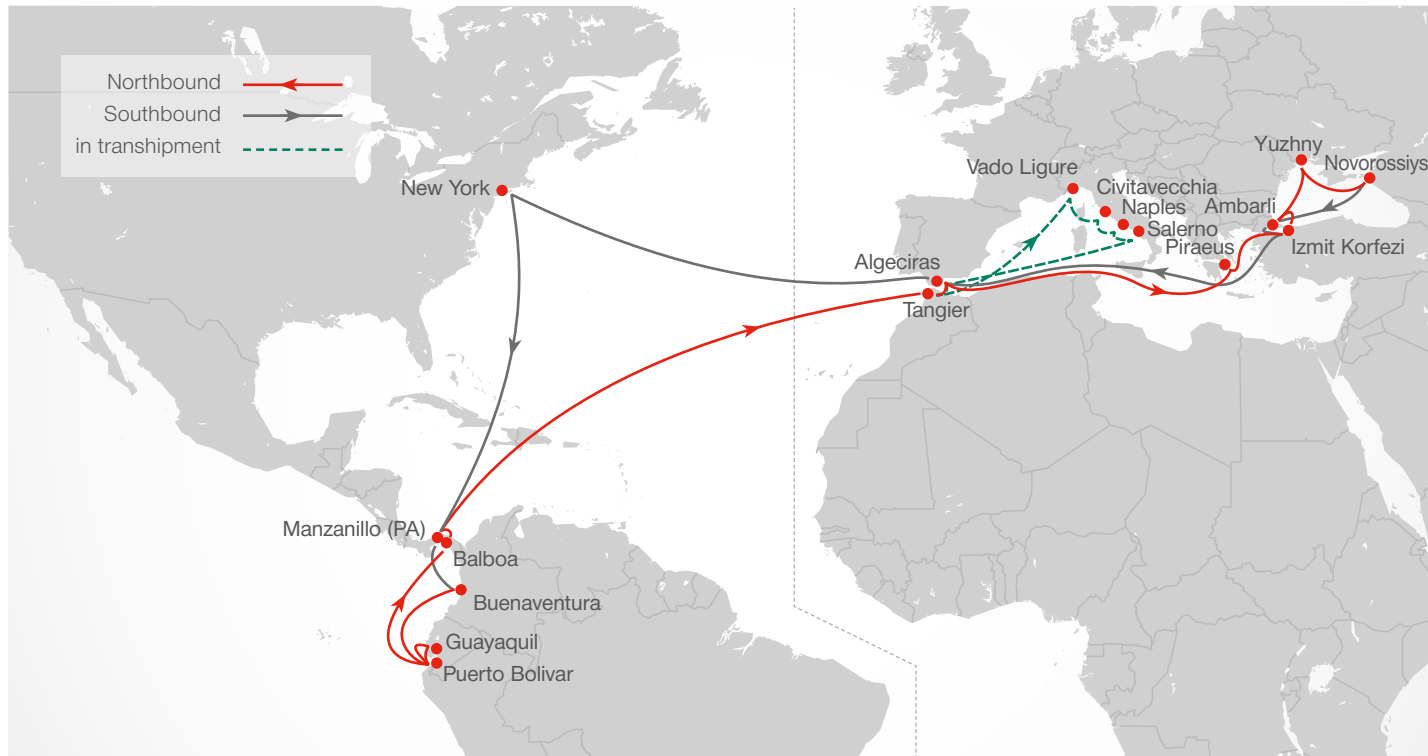 Northbound
Southbound
in transhipment
New York
Vado Ligure
Civitavecchia
Naples
Salerno
Piraeus
Ambarli
Yuzhny
Novorossiys
Izmit Korfezi
Algeciras
Tangier
Manzanillo (PA)
Balboa
Buenaventura
Guayaquil
Puerto Bolivar